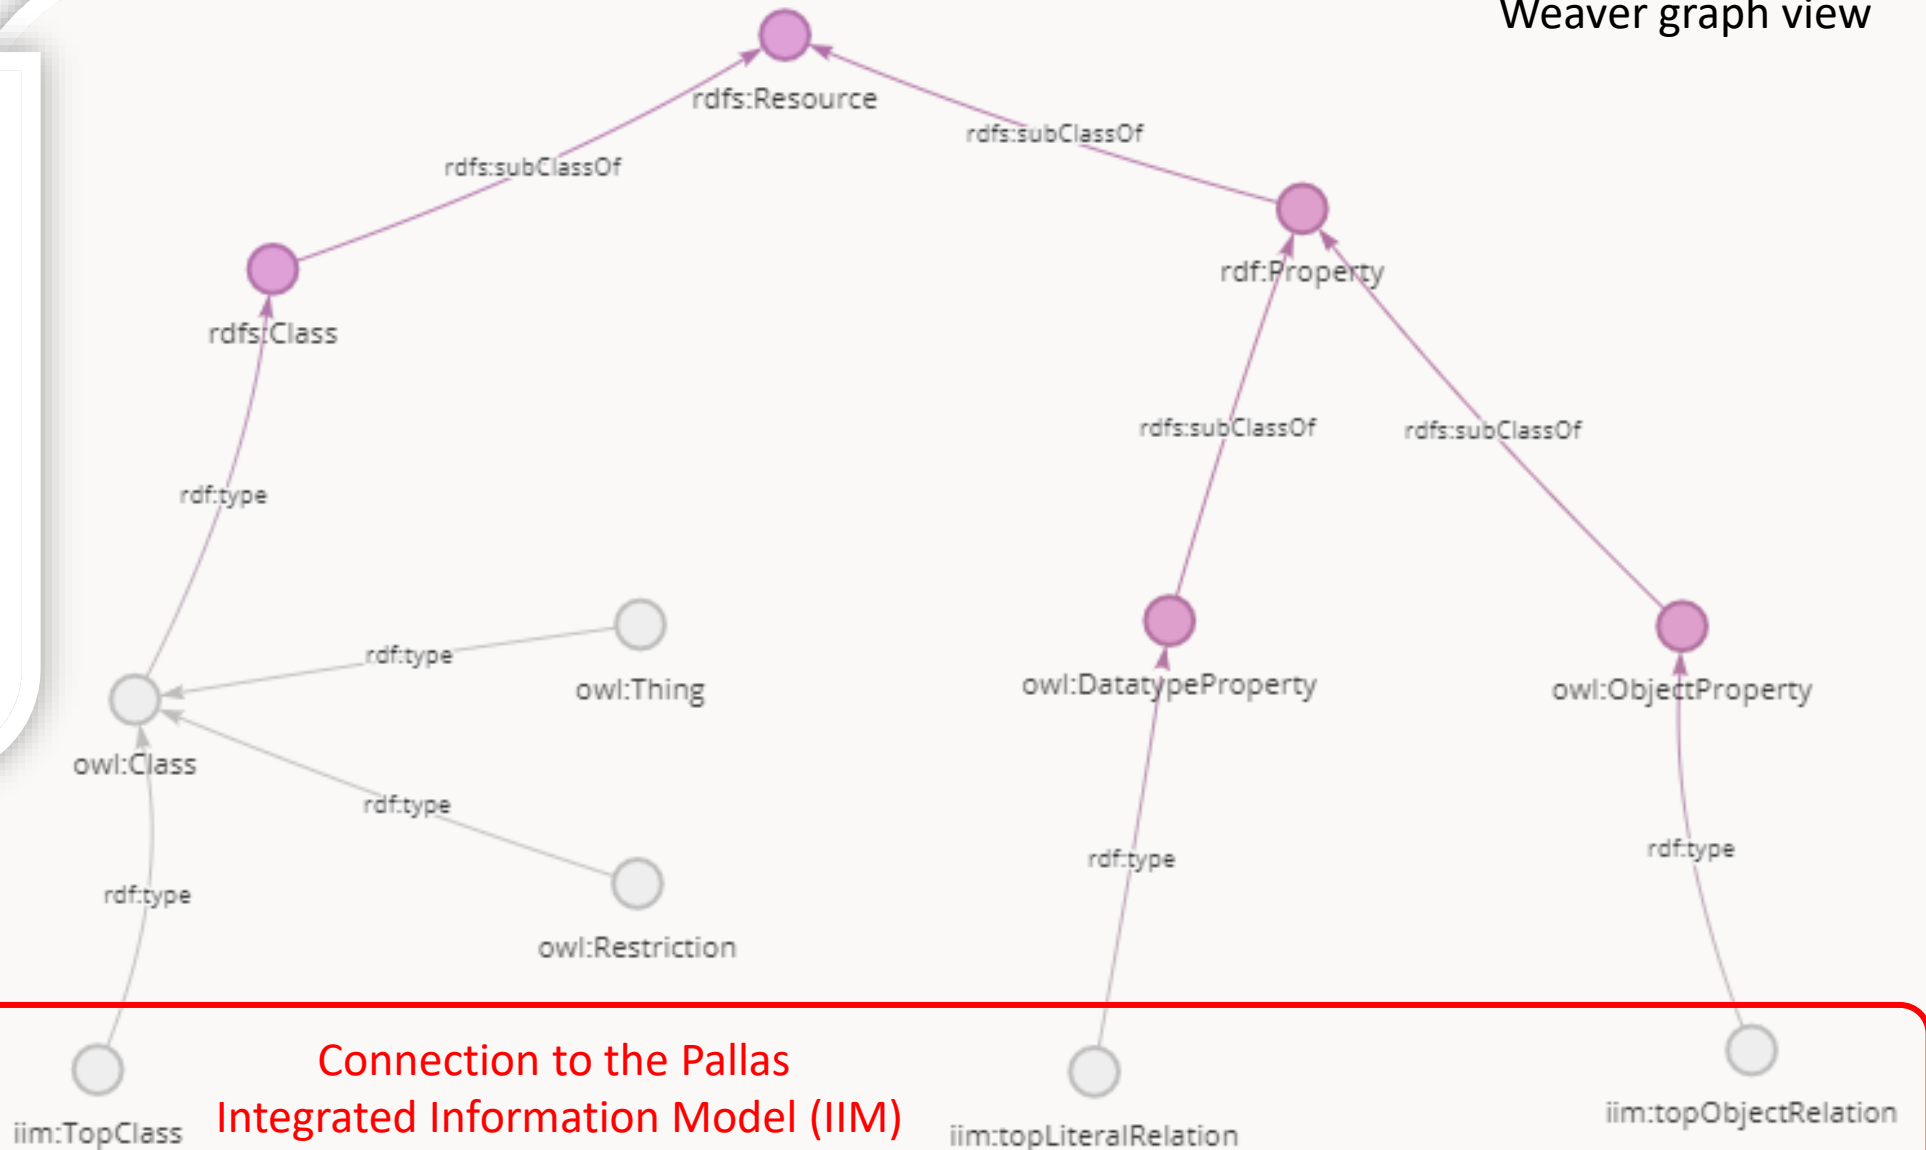 Weaver graph view
rdfs:Resource
rdfs:subClassOf
rdfs:subClassOf
rdf:Property
rdfs:Class
rdfs:subClassOf
rdfs:subClassOf
rdf:type
rdf:type
owl:Thing
owl:DatatypeProperty
owl:ObjectProperty
owl:Class
rdf:type
rdf:type
rdf:type
rdf:type
owl:Restriction
Connection to the Pallas
Integrated Information Model (IIM)
iim:TopClass
iim:topLiteralRelation
iim:topObjectRelation